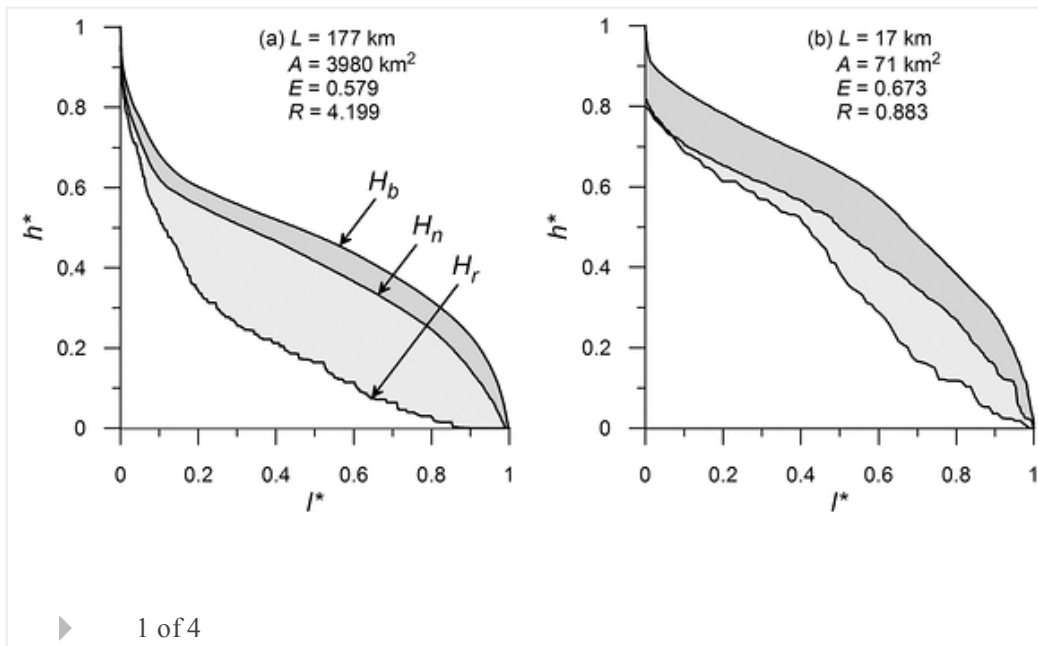 (a) L = 177 km
A = 3980 km²
E = 0.579
R = 4.199
1
0.8
0.6
0.4
0.2
0
h*
H_b
H_n
H_r
0 0.2 0.4 0.6 0.8 1
l*
(b) L = 17 km
A = 71 km²
E = 0.673
R = 0.883
1
0.8
0.6
0.4
0.2
0
h*
0 0.2 0.4 0.6 0.8 1
l*
1 of 4